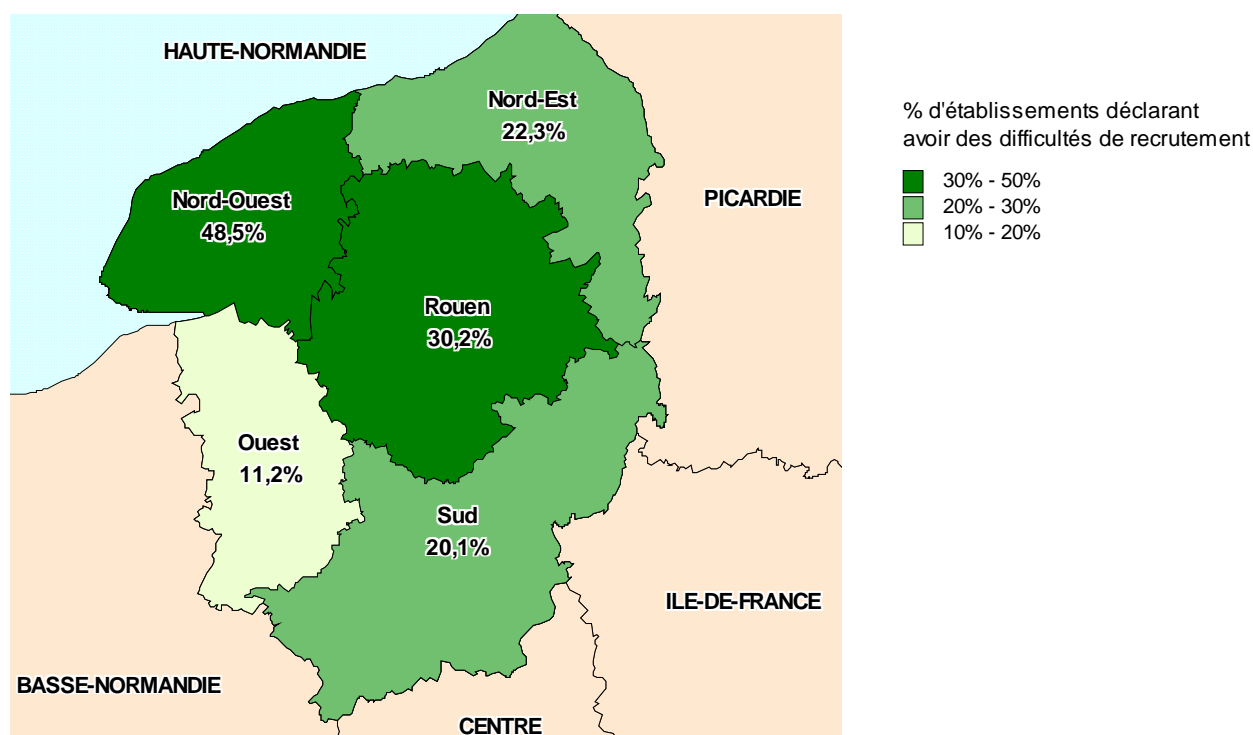 HAUTE-NORMANDIE
Nord-Est
22,3%
% d'établissements déclarant
avoir des difficultés de recrutement
30% - 50%
20% - 30%
10% - 20%
Nord-Ouest
48,5%
PICARDIE
Rouen
30,2%
Ouest
11,2%
Sud
20,1%
ILE-DE-FRANCE
BASSE-NORMANDIE
CENTRE